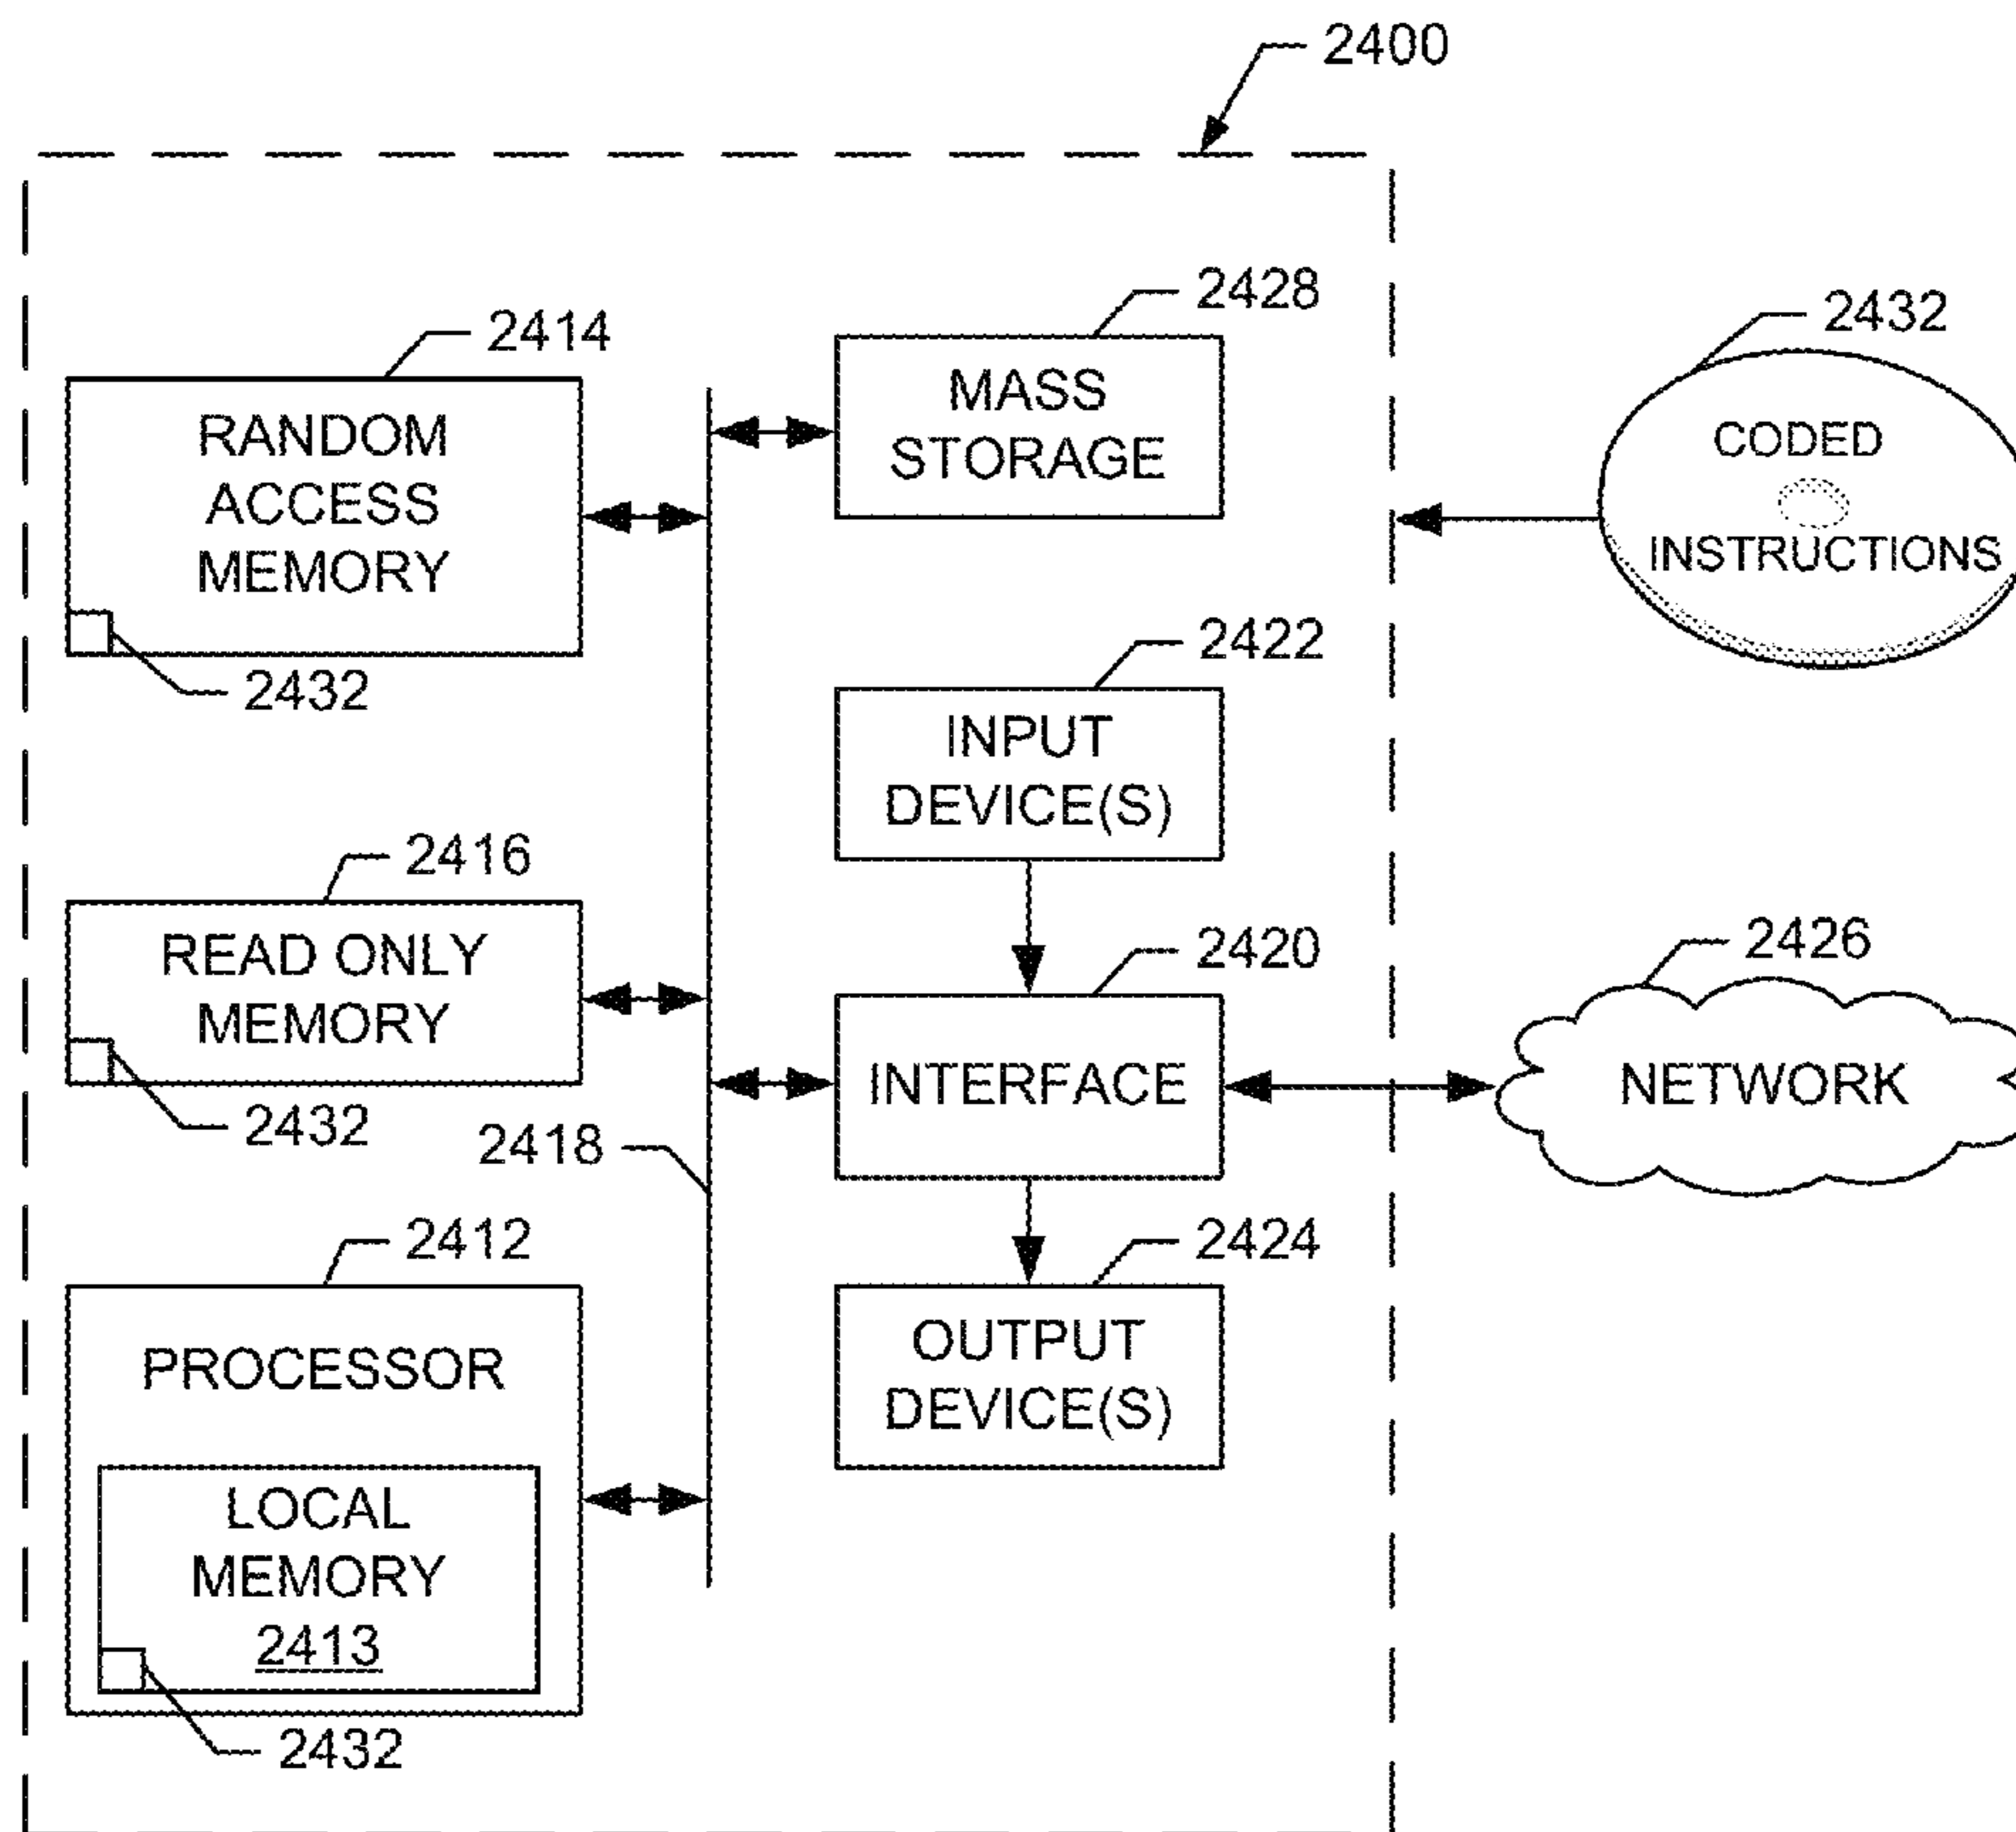 2400
2414
RANDOM
ACCESS
MEMORY
2432
2416
READ ONLY
MEMORY
2432
2418
2412
PROCESSOR
LOCAL
MEMORY
2413
2432
2428
MASS
STORAGE
2422
INPUT
DEVICE(S)
2420
INTERFACE
2424
OUTPUT
DEVICE(S)
2432
CODED
INSTRUCTIONS
2426
NETWORK